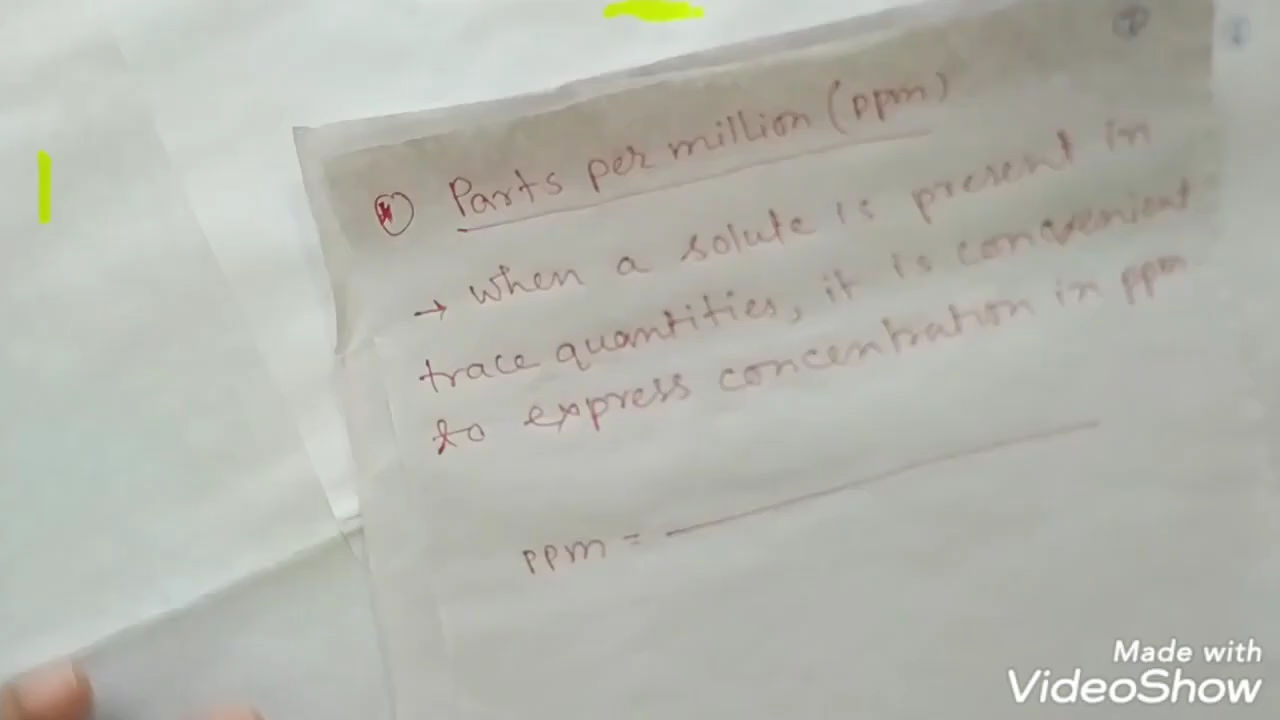 Parts per million (ppm)
→ When a solute is present in
trace quantities, it is convenient
to express concentration in ppm
ppm =
Made with
VideoShow